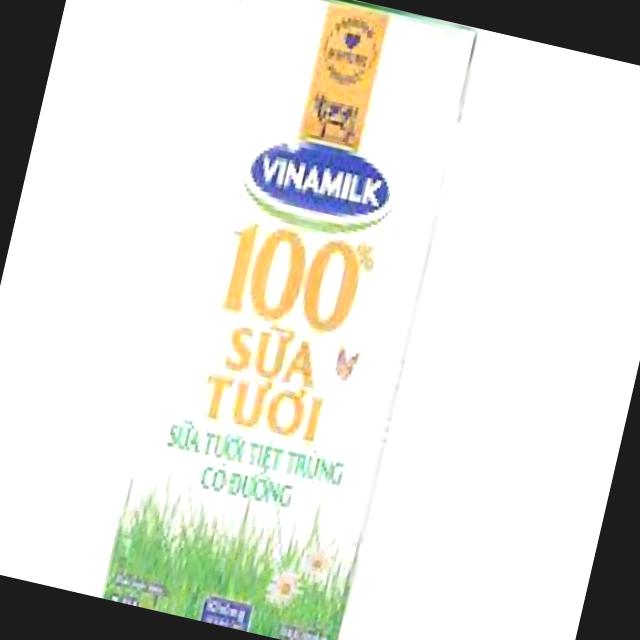 VINAMILK
100%
SỮA
TƯƠI
SỮA TƯƠI TIỆT TRÙNG
CÓ ĐƯỜNG